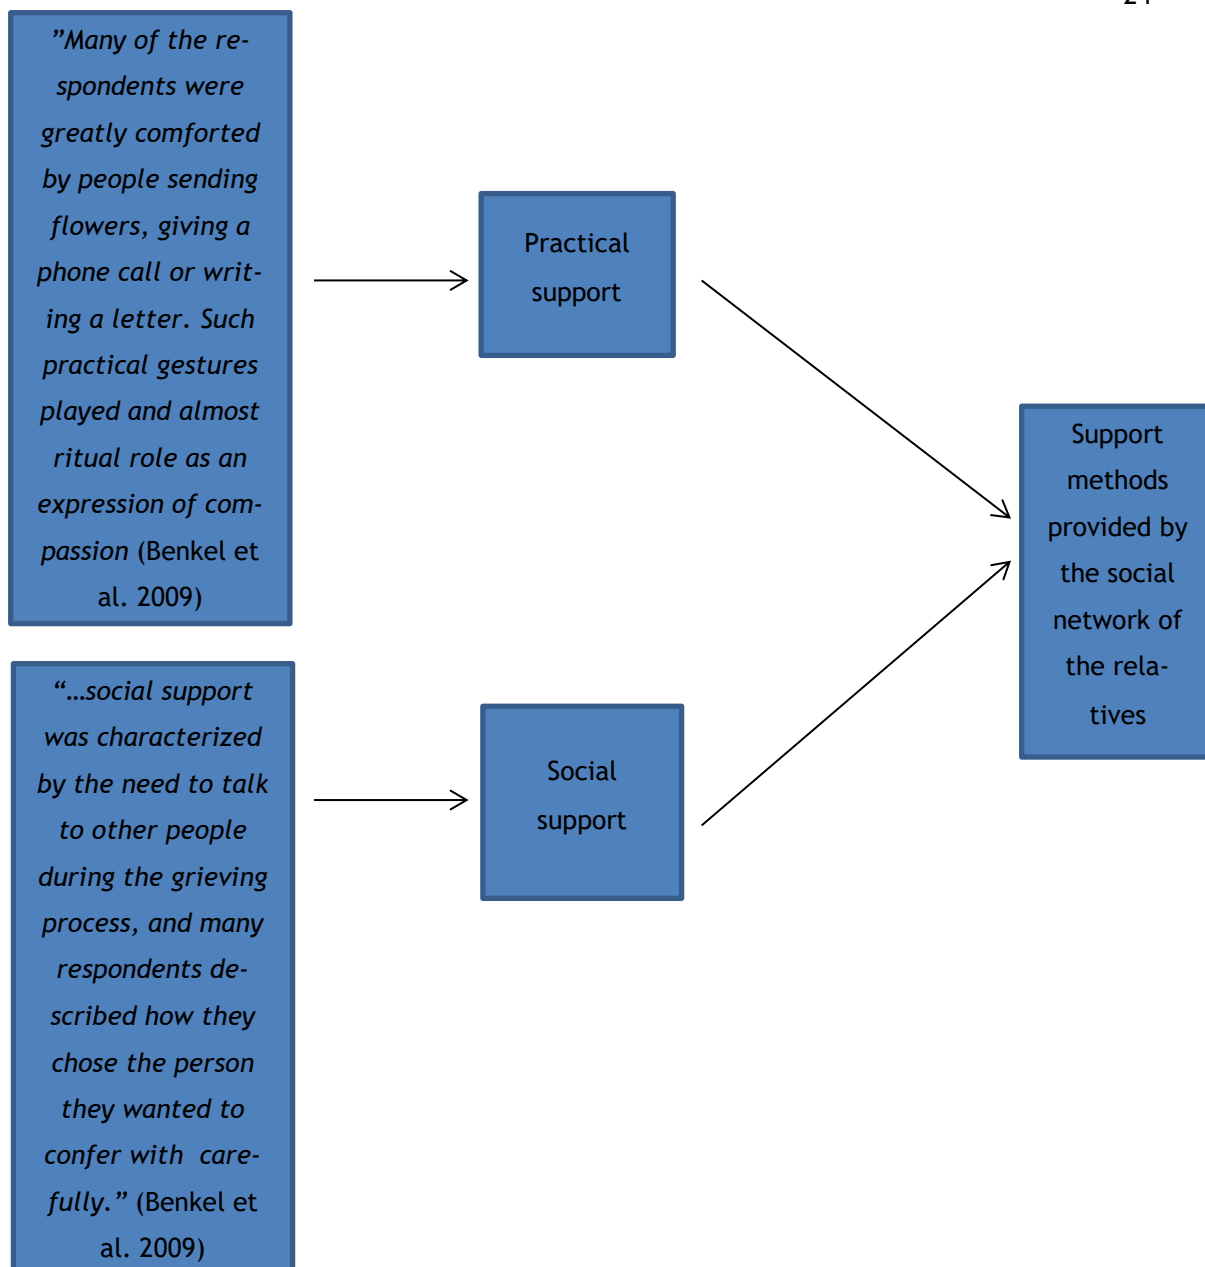 ”Many of the re-
spondents were
greatly comforted
by people sending
flowers, giving a
phone call or writ-
ing a letter. Such
practical gestures
played and almost
ritual role as an
expression of com-
passion (Benkel et
al. 2009)
Practical
support
Support
methods
provided by
the social
network of
the rela-
tives
“…social support
was characterized
by the need to talk
to other people
during the grieving
process, and many
respondents de-
scribed how they
chose the person
they wanted to
confer with  care-
fully.” (Benkel et
al. 2009)
Social
support